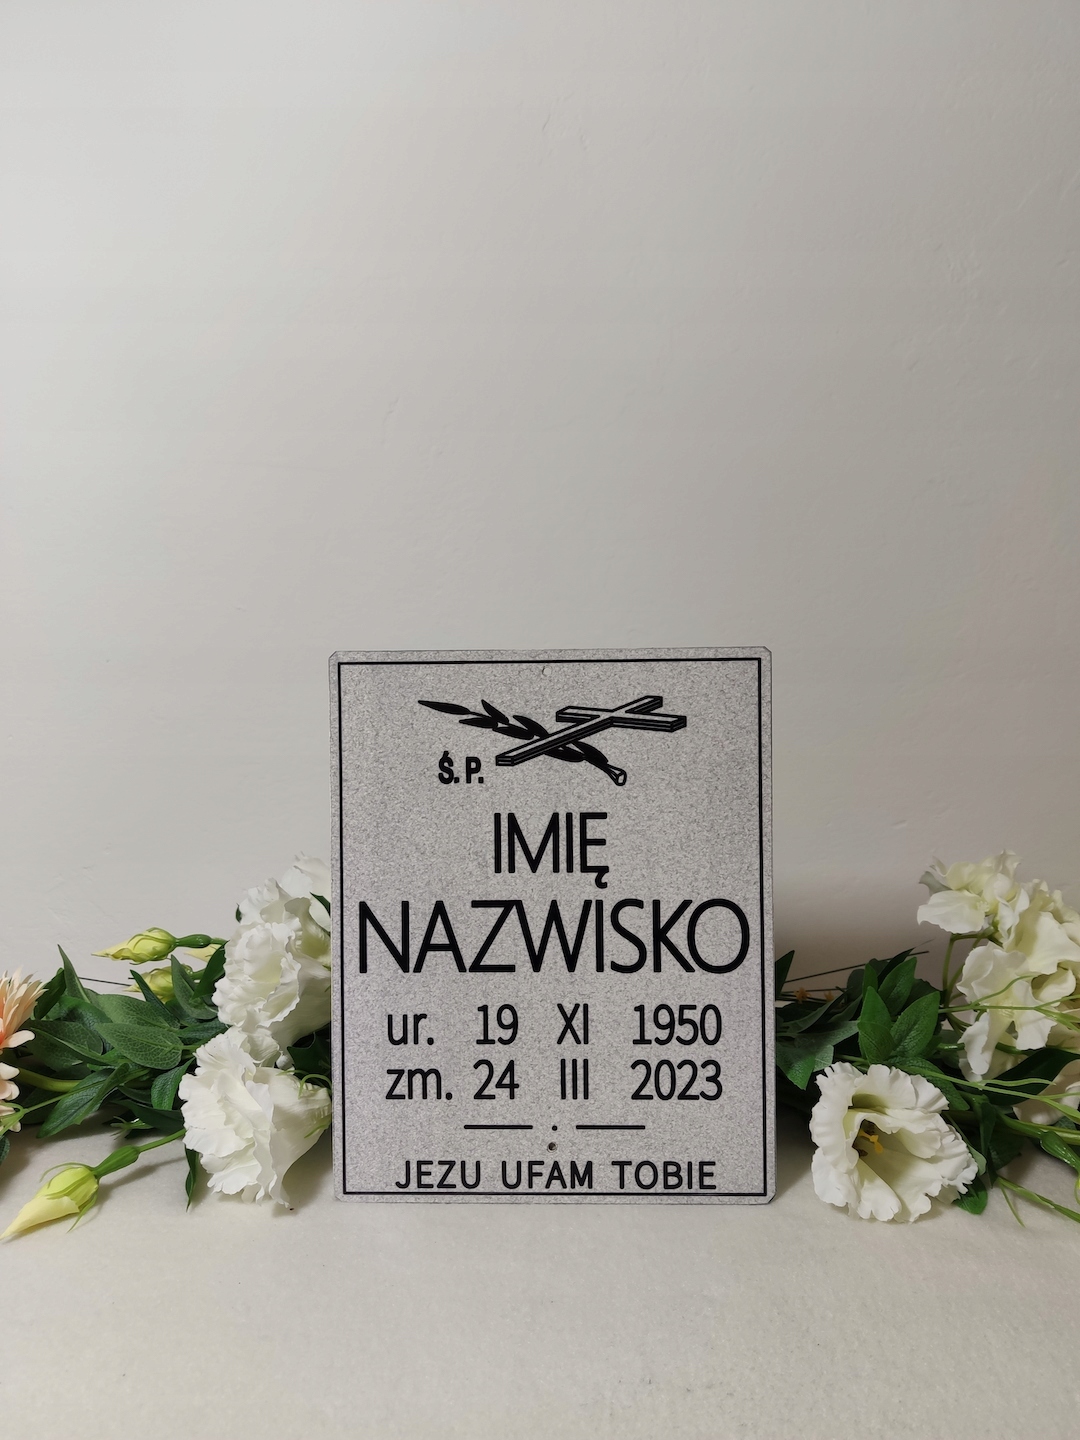 Ś. P.
IMIĘ
NAZWISKO
ur. 19 XI 1950
zm. 24 III 2023
JEZU UFAM TOBIE